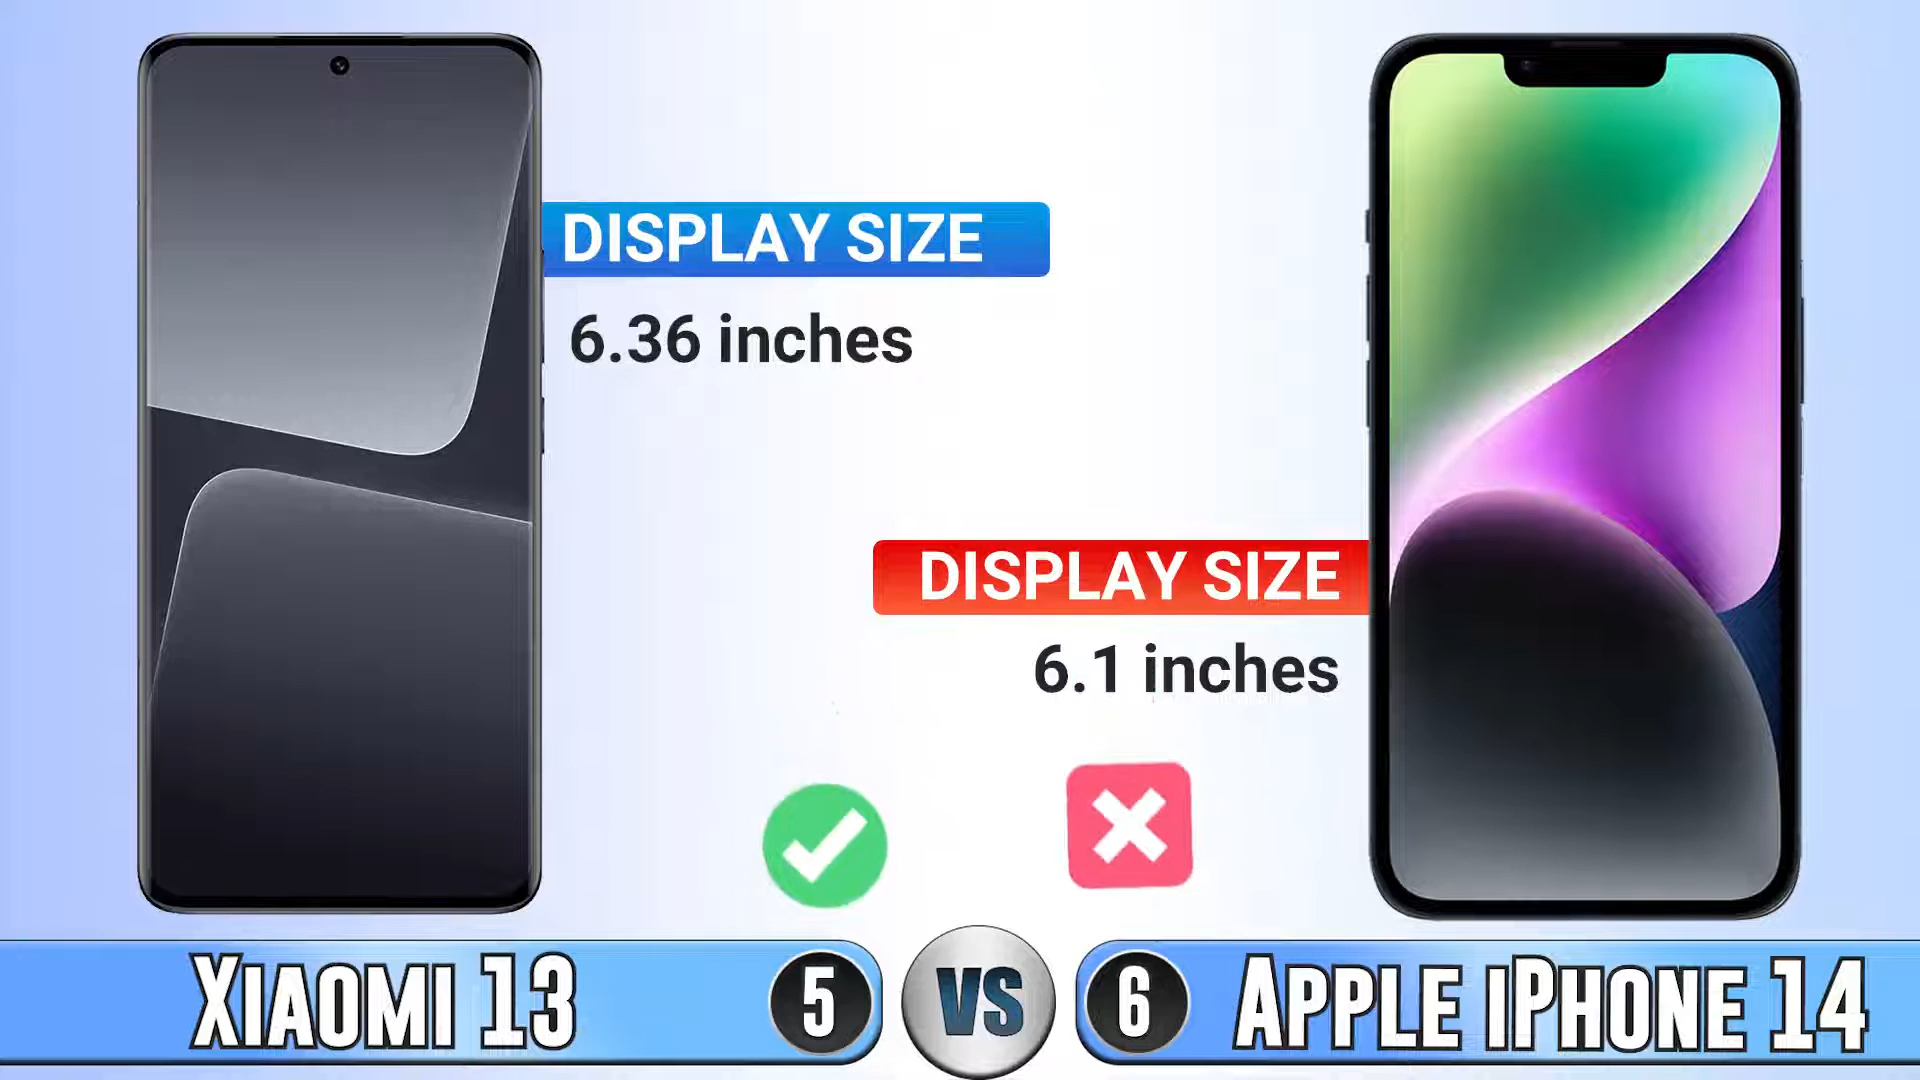 DISPLAY SIZE
6.36 inches
DISPLAY SIZE
6.1 inches
XIAOMI 13
5
VS
6
APPLE iPHONE 14